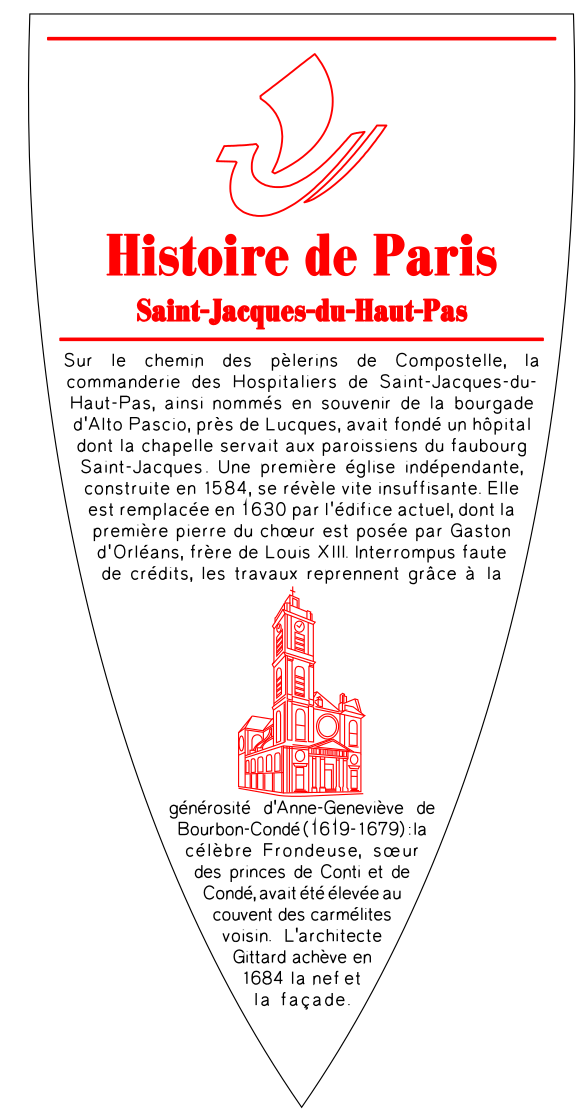 Histoire de Paris
Saint-Jacques-du-Haut-Pas
Sur le chemin des pèlerins de Compostelle, la
commanderie des Hospitaliers de Saint-Jacques-du-
Haut-Pas, ainsi nommés en souvenir de la bourgade
d'Alto Pascio, près de Lucques, avait fondé un hôpital
dont la chapelle servait aux paroissiens du faubourg
Saint-Jacques. Une première église indépendante,
construite en 1584, se révèle vite insuffisante. Elle
est remplacée en 1630 par l'édifice actuel, dont la
première pierre du chœur est posée par Gaston
d'Orléans, frère de Louis XIII. Interrompus faute
de crédits, les travaux reprennent grâce à la
générosité d'Anne-Geneviève de
Bourbon-Condé (1619-1679) : la
célèbre Frondeuse, sœur
des princes de Conti et de
Condé, avait été élevée au
couvent des carmélites
voisin. L'architecte
Gittard achève en
1684 la nef et
la façade.